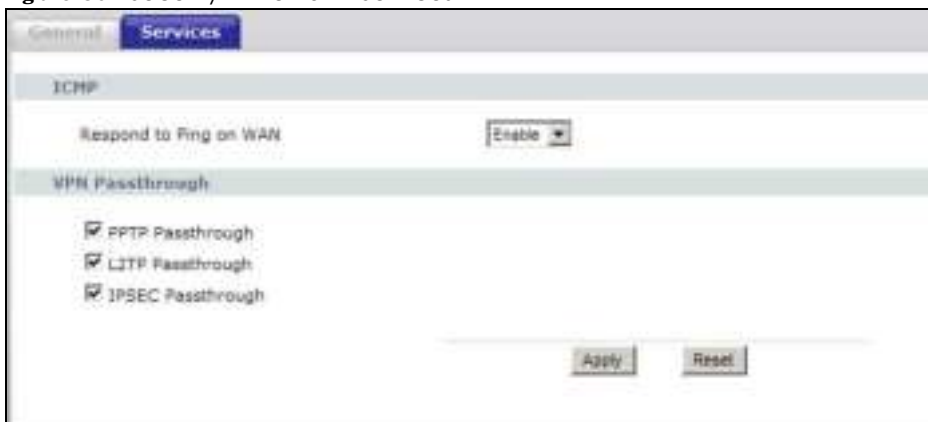 General Services
ICMP
Respond to Ping on WAN Enable
VPN Passthrough
PPTP Passthrough
L2TP Passthrough
IPSEC Passthrough
Apply Reset